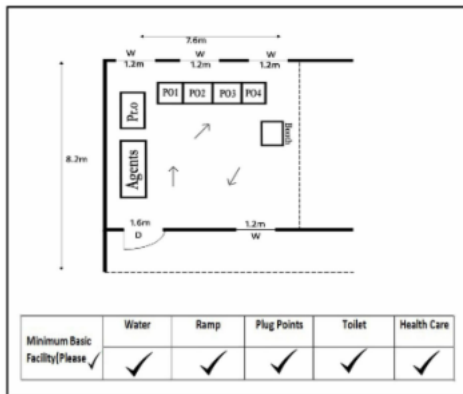 7.6m
W W W
1.2m 1.2m 1.2m
PO1 PO2 PO3 PO4
Pr.O
Booth
8.2m
Agents
1.6m 1.2m
D W
Water Ramp Plug Points Toilet Health Care
Minimum Basic
Facility(Please ✓ ✓ ✓ ✓ ✓ ✓